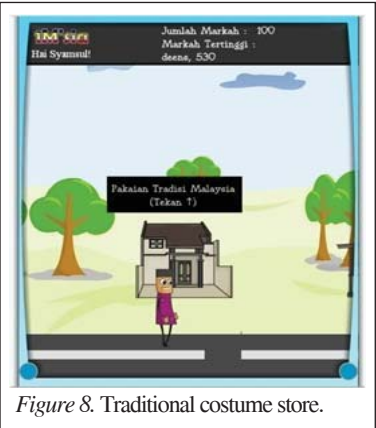 Hai Syamsul!
Jumlah Markah : 100
Markah Tertinggi :
deens, 530
Pakaian Tradisi Malaysia
(Tekan ↑)
Figure 8. Traditional costume store.